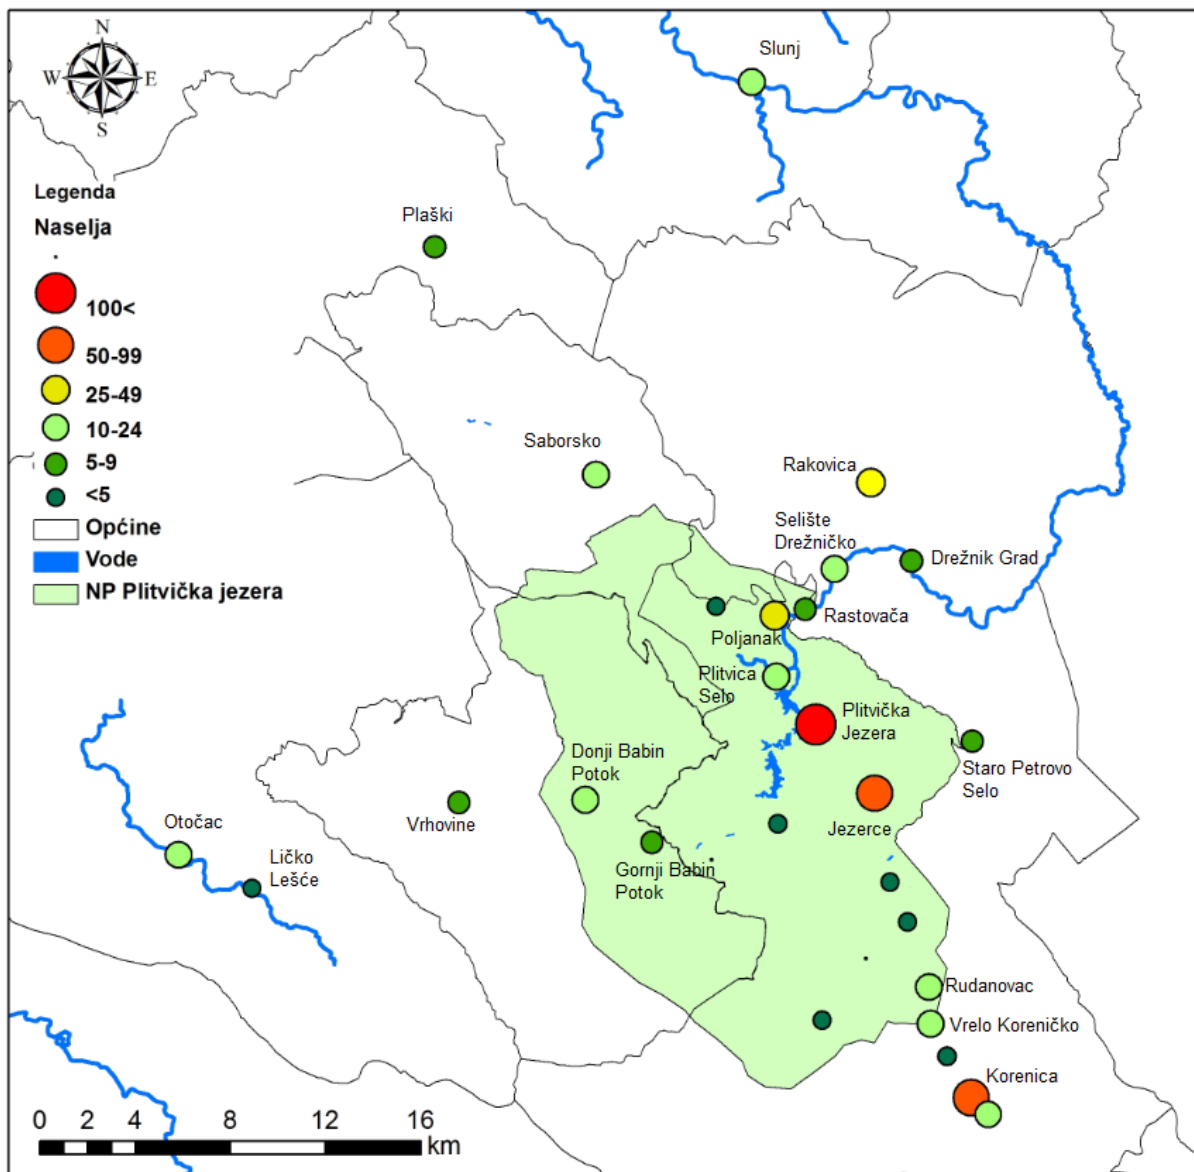 N
W
E
S
Legenda
Naselja
100<
50-99
25-49
10-24
5-9
<5
Općine
Vode
NP Plitvička jezera
Slunj
Plaški
Saborsko
Rakovica
Selište
Drežničko
Drežnik Grad
Rastovača
Poljanak
Plitvica
Selo
Plitvička
Jezera
Staro Petrovo
Selo
Donji Babin
Potok
Jezerce
Vrhovine
Otočac
Gornji Babin
Potok
Ličko
Lešće
Rudanovac
Vrelo Koreničko
Korenica
0 2 4 8 12 16
km